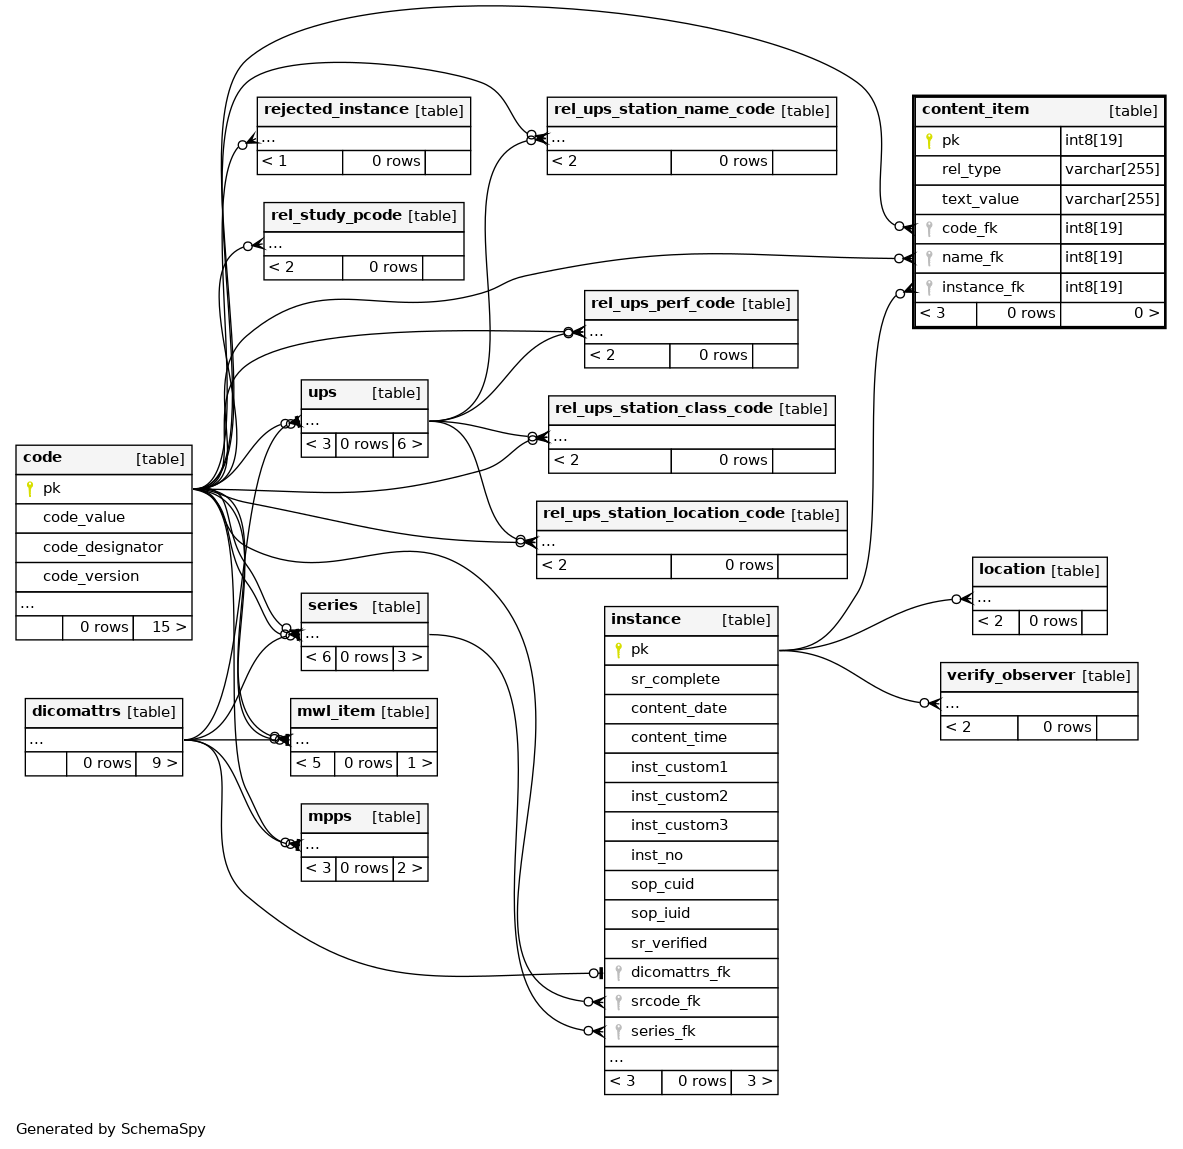 rejected_instance [table]
...
< 1 0 rows
rel_ups_station_name_code [table]
...
< 2 0 rows
content_item [table]
pk int8[19]
rel_type varchar[255]
text_value varchar[255]
code_fk int8[19]
name_fk int8[19]
instance_fk int8[19]
< 3 0 rows 0 >
rel_study_pcode [table]
...
< 2 0 rows
rel_ups_perf_code [table]
...
< 2 0 rows
ups [table]
...
< 3 0 rows 6 >
rel_ups_station_class_code [table]
...
< 2 0 rows
code [table]
pk
code_value
code_designator
code_version
...
0 rows 15 >
rel_ups_station_location_code [table]
...
< 2 0 rows
series [table]
...
< 6 0 rows 3 >
instance [table]
pk
sr_complete
content_date
content_time
inst_custom1
inst_custom2
inst_custom3
inst_no
sop_cuid
sop_iuid
sr_verified
dicomattrs_fk
srcode_fk
series_fk
...
< 3 0 rows 3 >
location [table]
...
< 2 0 rows
verify_observer [table]
...
< 2 0 rows
dicomattrs [table]
...
0 rows 9 >
mwl_item [table]
...
< 5 0 rows 1 >
mpps [table]
...
< 3 0 rows 2 >
Generated by SchemaSpy